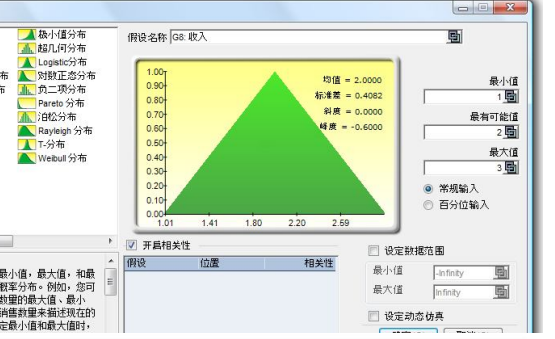 极小值分布
超几何分布
Logistic分布
对数正态分布
负二项分布
Pareto 分布
泊松分布
Rayleigh 分布
T-分布
Weibull 分布
布
最小值，最大值，和最
概率分布。例如，您可
数量的最大值、最小
销售数量来描述现在的
定最小值和最大值时，
假设名称 G8: 收入
1.00
0.90
0.80
0.70
0.60
0.50
0.40
0.30
0.20
0.10
0.00
1.01 1.41 1.80 2.20 2.59
均值 = 2.0000
标准差 = 0.4082
斜度 = 0.0000
峰度 = -0.6000
最小值
1
最有可能值
2
最大值
3
常规输入
百分位输入
开启相关性
假设 位置 相关性
设定数据范围
最小值 -Infinity
最大值 Infinity
设定动态仿真